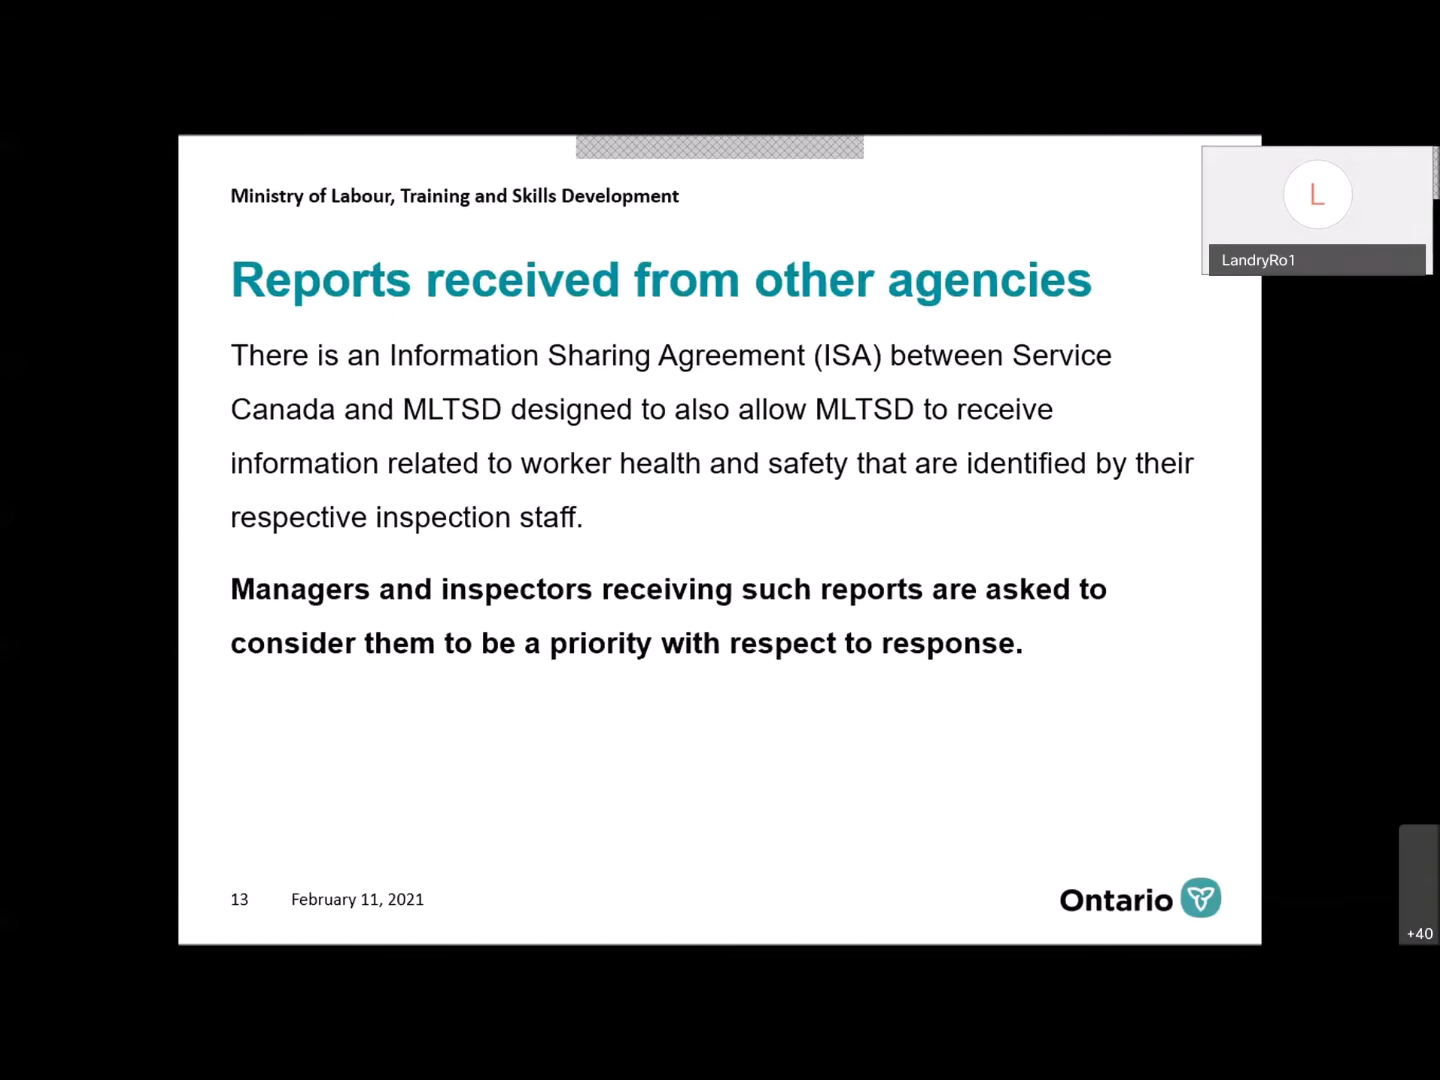 Ministry of Labour, Training and Skills Development
L
LandryRo1
Reports received from other agencies
There is an Information Sharing Agreement (ISA) between Service
Canada and MLTSD designed to also allow MLTSD to receive
information related to worker health and safety that are identified by their
respective inspection staff.
Managers and inspectors receiving such reports are asked to
consider them to be a priority with respect to response.
13 February 11, 2021
Ontario
+40